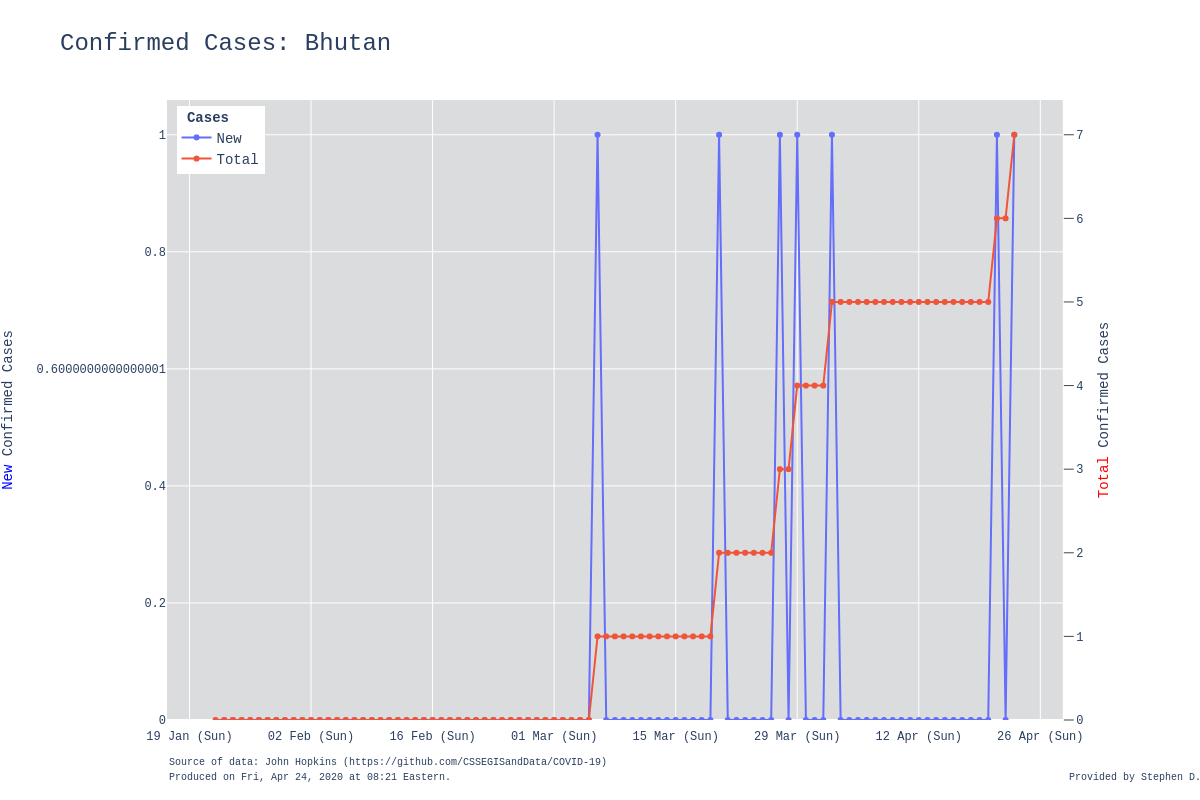 Confirmed Cases: Bhutan
Cases
New
Total
1
0.8
0.6000000000000001
0.4
0.2
0
7
6
5
4
3
2
1
0
New Confirmed Cases
Total Confirmed Cases
19 Jan (Sun) 02 Feb (Sun) 16 Feb (Sun) 01 Mar (Sun) 15 Mar (Sun) 29 Mar (Sun) 12 Apr (Sun) 26 Apr (Sun)
Source of data: John Hopkins (https://github.com/CSSEGISandData/COVID-19)
Produced on Fri, Apr 24, 2020 at 08:21 Eastern.
Provided by Stephen D.